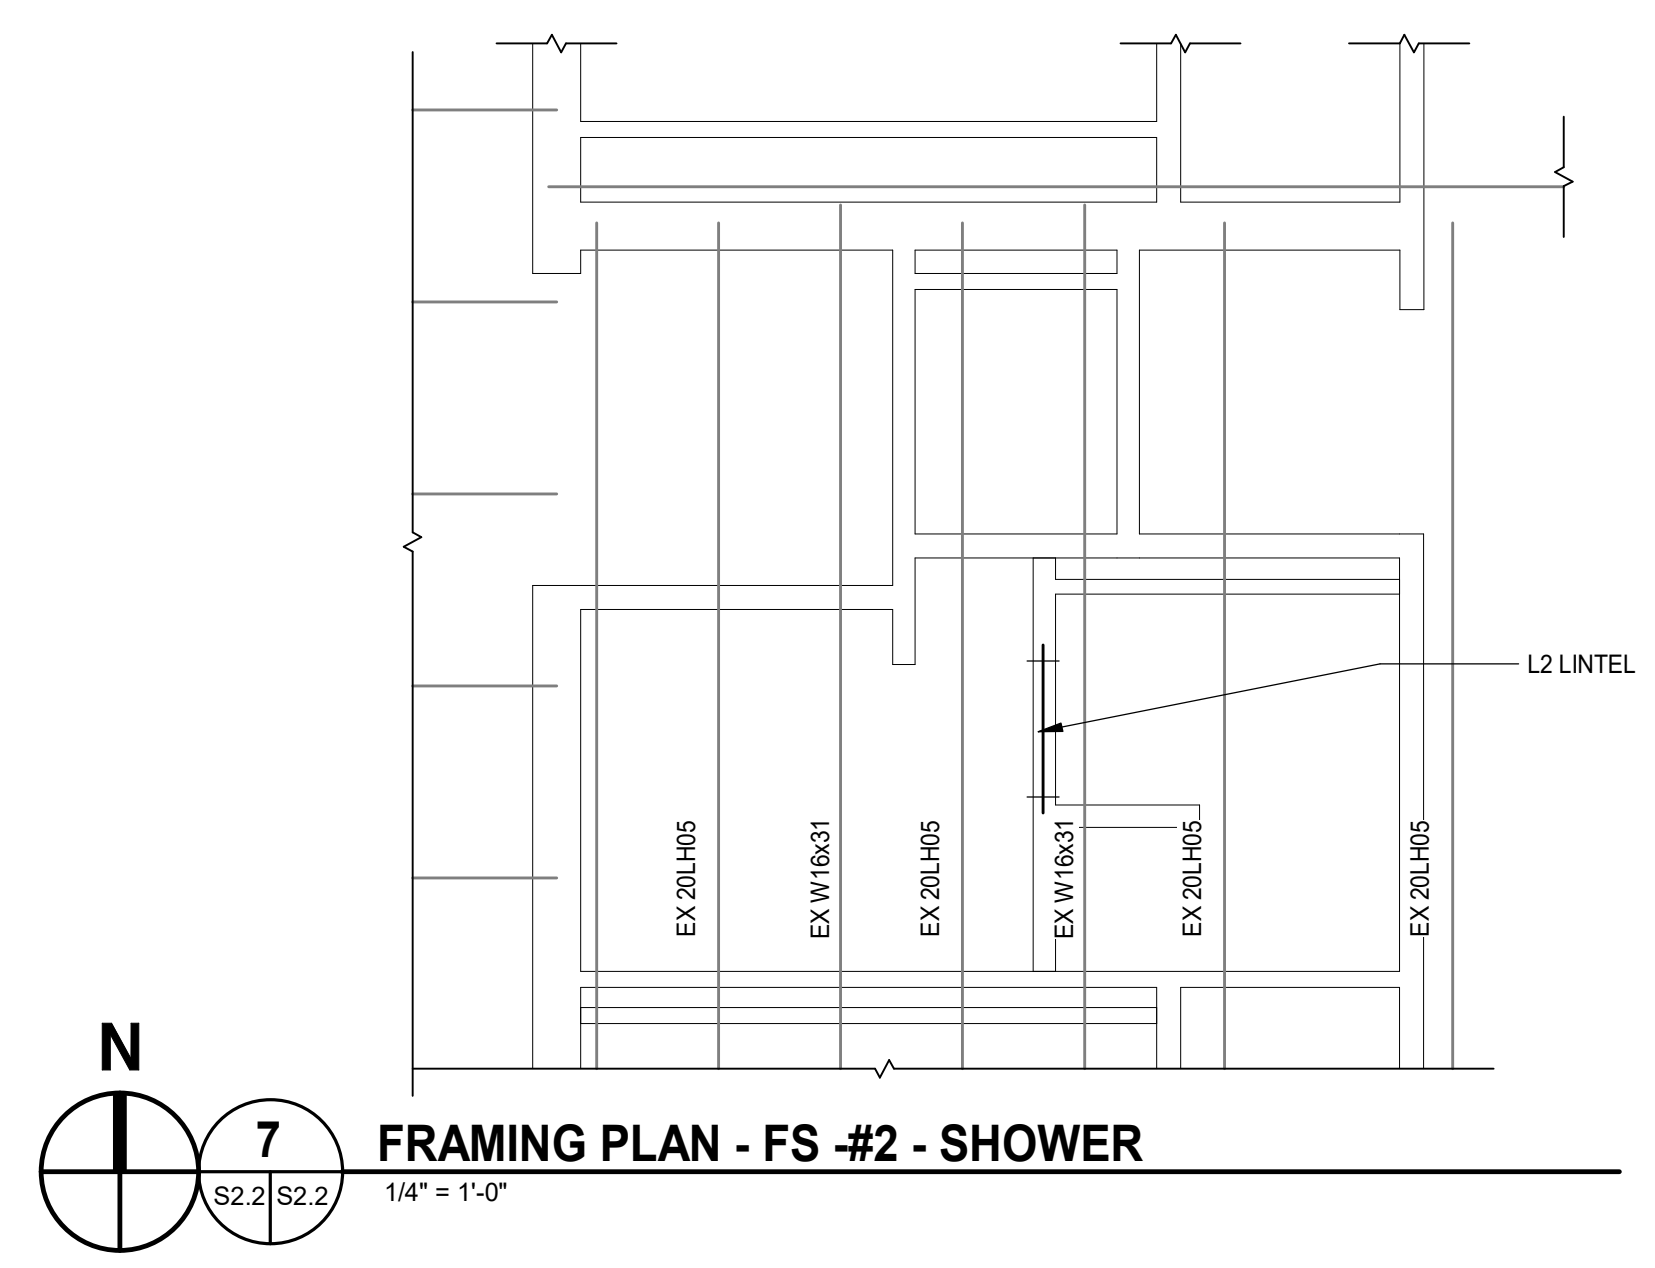 L2 LINTEL
EX 20LH05
EX W16x31
EX 20LH05
EX W16x31
EX 20LH05
EX 20LH05
N
7
S2.2
S2.2
FRAMING PLAN - FS -#2 - SHOWER
1/4" = 1'-0"